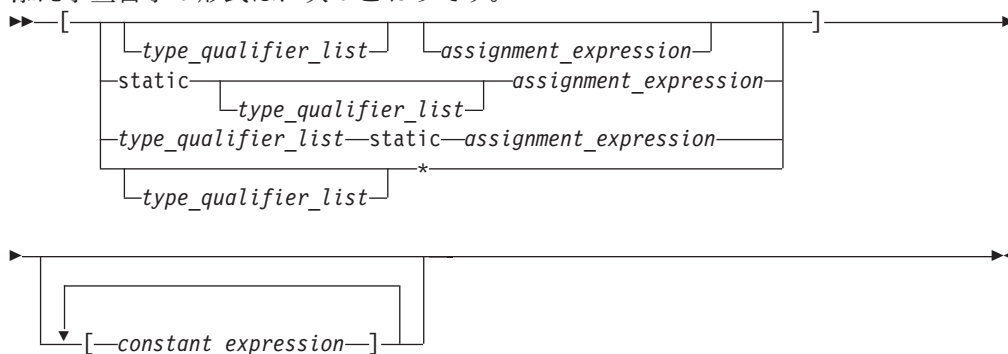 [ ]
type_qualifier_list assignment_expression
static assignment_expression
type_qualifier_list
type_qualifier_list static assignment_expression
*
type_qualifier_list
[ constant expression ]